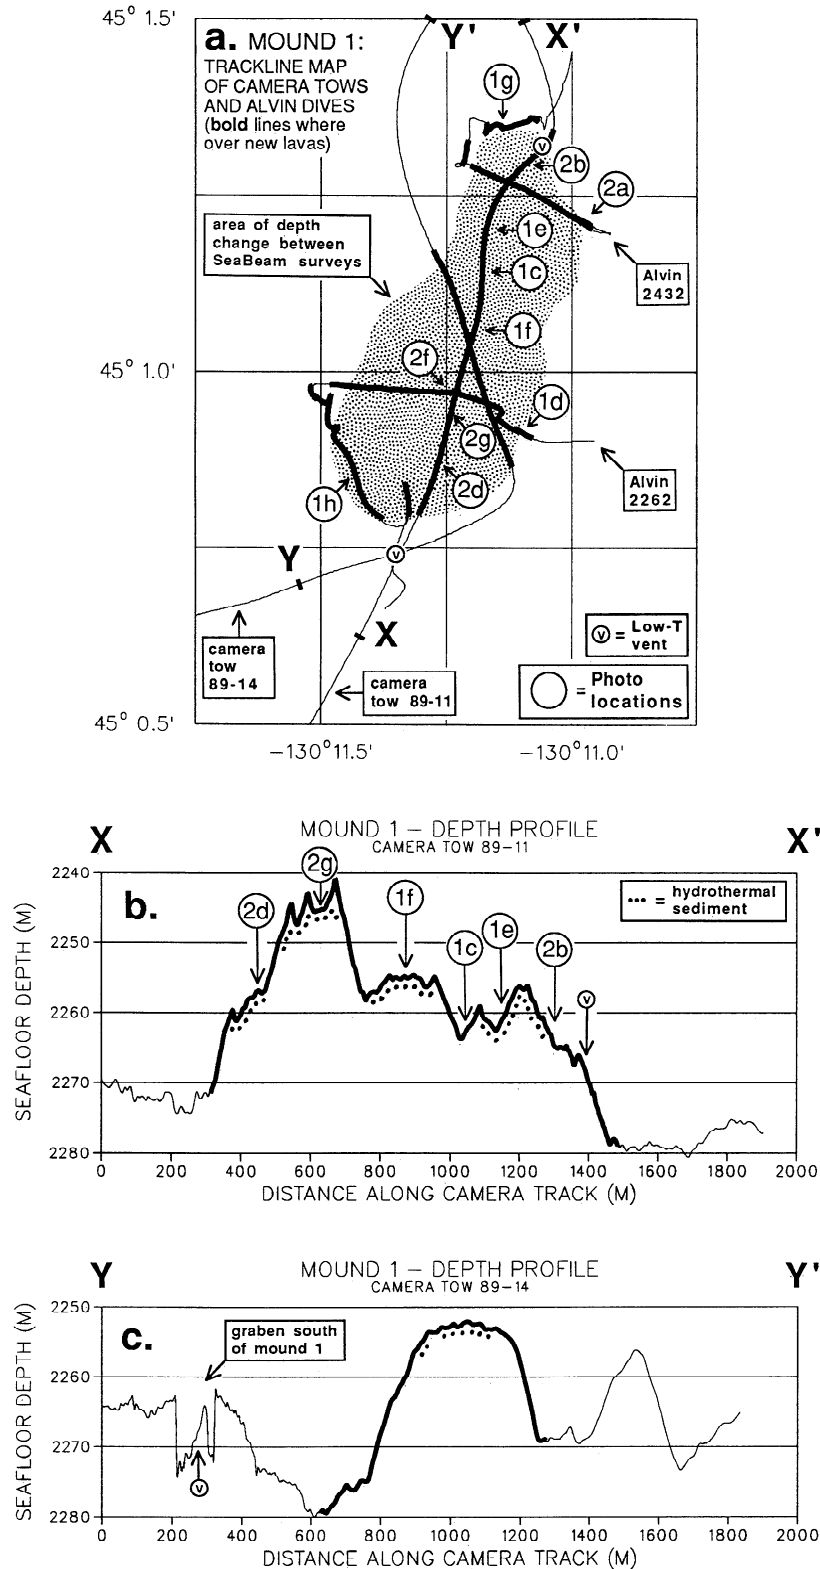 45° 1.5'
a. MOUND 1:
TRACKLINE MAP
OF CAMERA TOWS
AND ALVIN DIVES
(bold lines where
over new lavas)
Y'
X'
1g
v
2b
2a
area of depth
change between
SeaBeam surveys
1e
1c
Alvin
2432
1f
45° 1.0'
2f
1d
2g
2d
1h
Alvin
2262
v
Y
X
v = Low-T
vent
camera
tow
89-14
camera
tow 89-11
= Photo
locations
45° 0.5'
-130°11.5'
-130°11.0'
X
MOUND 1 – DEPTH PROFILE
CAMERA TOW 89-11
X'
b.
2240
2250
2260
2270
2280
SEAFLOOR DEPTH (M)
2d
2g
1f
1c
1e
2b
v
••• = hydrothermal
sediment
0 200 400 600 800 1000 1200 1400 1600 1800 2000
DISTANCE ALONG CAMERA TRACK (M)
Y
MOUND 1 – DEPTH PROFILE
CAMERA TOW 89-14
Y'
c.
graben south
of mound 1
v
2250
2260
2270
2280
SEAFLOOR DEPTH (M)
0 200 400 600 800 1000 1200 1400 1600 1800 2000
DISTANCE ALONG CAMERA TRACK (M)